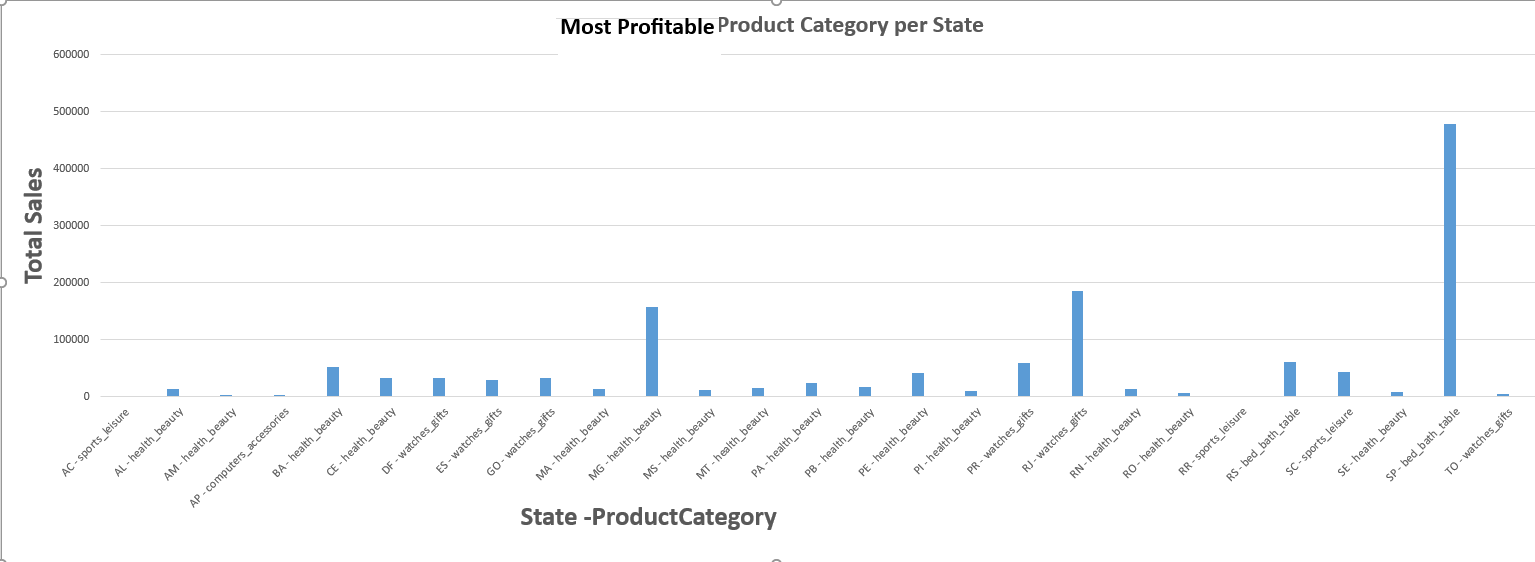 Most Profitable Product Category per State
600000
500000
400000
300000
200000
100000
0
Total Sales
AC - sports_leisure
AL - health_beauty
AM - health_beauty
AP - computers_accessories
BA - health_beauty
CE - health_beauty
DF - watches_gifts
ES - watches_gifts
GO - watches_gifts
MA - health_beauty
MG - health_beauty
MS - health_beauty
MT - health_beauty
PA - health_beauty
PB - health_beauty
PE - health_beauty
PI - health_beauty
PR - watches_gifts
RJ - watches_gifts
RN - health_beauty
RO - health_beauty
RR - sports_leisure
RS - bed_bath_table
SC - sports_leisure
SE - health_beauty
SP - bed_bath_table
TO - watches_gifts
State -ProductCategory